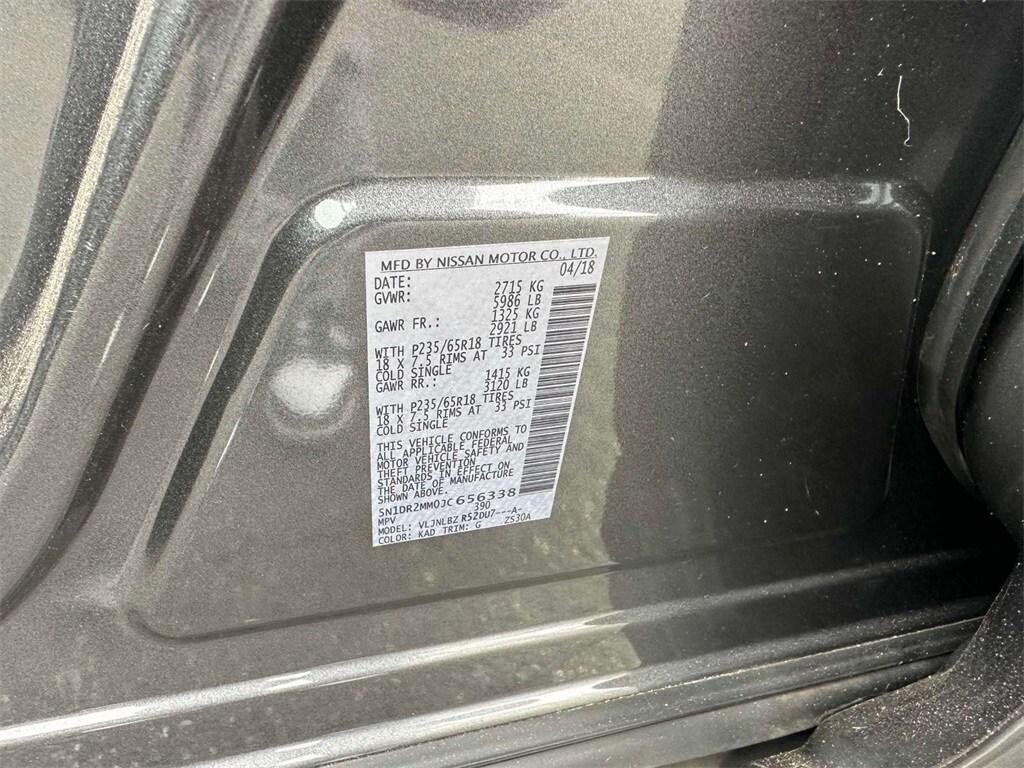 MFD BY NISSAN MOTOR CO., LTD.
DATE: 04/18
GVWR: 2715 KG
5986 LB
GAWR FR.: 1325 KG
2921 LB
WITH P235/65R18 TIRES
18 X 7.5 RIMS AT 33 PSI
COLD SINGLE
GAWR RR.: 1415 KG
3120 LB
WITH P235/65R18 TIRES
18 X 7.5 RIMS AT 33 PSI
COLD SINGLE
THIS VEHICLE CONFORMS TO
ALL APPLICABLE FEDERAL
MOTOR VEHICLE SAFETY AND
THEFT PREVENTION
STANDARDS IN EFFECT ON
THE DATE OF MANUFACTURE
SHOWN ABOVE.
5N1DR2MM0JC656338
MPV 390
MODEL: VLJNLBZ R52DU7---A-
COLOR: KAD TRIM: G ZS30A